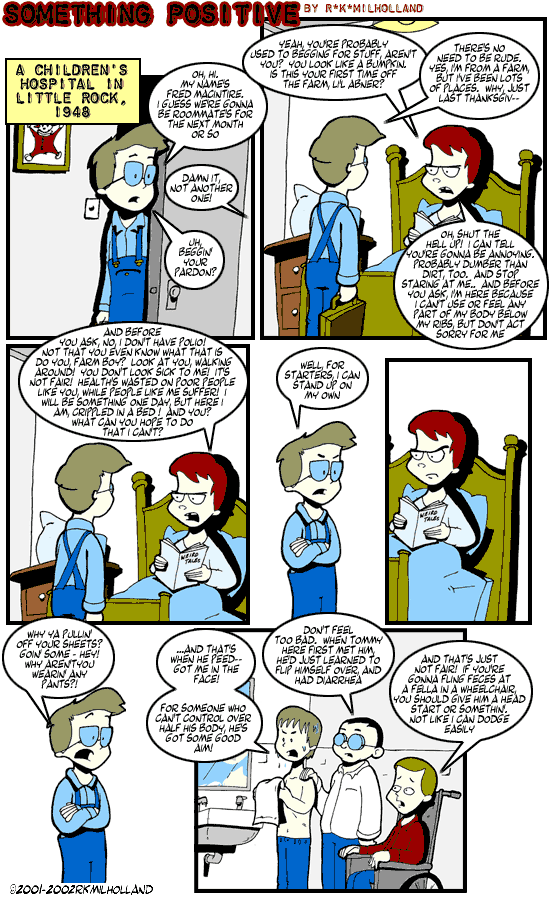 SOMETHING POSITIVE BY R*K*MILHOLLAND
A CHILDREN'S
HOSPITAL IN
LITTLE ROCK,
1948
OH, HI.
MY NAME'S
FRED MACINTIRE.
I GUESS WE'RE GONNA
BE ROOMMATE'S FOR
THE NEXT MONTH
OR SO
DAMN IT,
NOT ANOTHER
ONE!
UH,
BEGGIN'
YOUR
PARDON?
YEAH, YOU'RE PROBABLY
USED TO BEGGING FOR STUFF, AREN'T
YOU? YOU LOOK LIKE A BUMPKIN.
IS THIS YOUR FIRST TIME OFF
THE FARM, LI'L ABNER?
THERE'S NO
NEED TO BE RUDE.
YES, I'M FROM A FARM,
BUT I'VE BEEN LOTS
OF PLACES. WHY, JUST
LAST THANKSGIV--
OH, SHUT THE
HELL UP! I CAN TELL
YOU'RE GONNA BE ANNOYING.
PROBABLY DUMBER THAN
DIRT, TOO. AND STOP
STARING AT ME.. AND BEFORE
YOU ASK, I'M HERE BECAUSE
I CAN'T USE OR FEEL ANY
PART OF MY BODY BELOW
MY RIBS, BUT DON'T ACT
SORRY FOR ME
AND BEFORE
YOU ASK, NO, I DON'T HAVE POLIO!
NOT THAT YOU EVEN KNOW WHAT THAT IS
DO YOU, FARM BOY? LOOK AT YOU, WALKING
AROUND! YOU DON'T LOOK SICK TO ME! IT'S
NOT FAIR! HEALTH'S WASTED ON POOR PEOPLE
LIKE YOU, WHILE PEOPLE LIKE ME SUFFER! I
WILL BE SOMETHING ONE DAY, BUT HERE I
AM, CRIPPLED IN A BED! AND YOU?
WHAT CAN YOU HOPE TO DO
THAT I CAN'T?
WEIRD
TALES
WELL, FOR
STARTERS, I CAN
STAND UP ON
MY OWN
WEIRD
TALES
WHY YA PULLIN'
OFF YOUR SHEETS?
GOIN' SOME - HEY!
WHY AREN'T YOU
WEARIN' ANY
PANTS?!
...AND THAT'S
WHEN HE PEED--
GOT ME IN THE
FACE!
FOR SOMEONE WHO
CAN'T CONTROL OVER
HALF HIS BODY, HE'S
GOT SOME GOOD
AIM!
DON'T FEEL
TOO BAD. WHEN TOMMY
HERE FIRST MET HIM,
HE'D JUST LEARNED TO
FLIP HIMSELF OVER, AND
HAD DIARRHEA
AND THAT'S JUST
NOT FAIR! IF YOU'RE
GONNA FLING FECES AT
A FELLA IN A WHEELCHAIR,
YOU SHOULD GIVE HIM A HEAD
START OR SOMETHIN'.
NOT LIKE I CAN DODGE
EASILY
©2001-2002RKMILHOLLAND